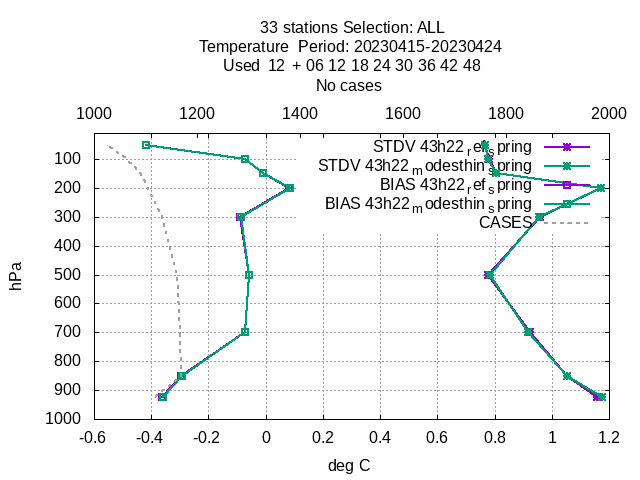 33 stations Selection: ALL
Temperature Period: 20230415-20230424
Used 12 + 06 12 18 24 30 36 42 48
No cases
1000 1200 1400 1600 1800 2000
STDV 43h22_ref_spring
STDV 43h22_modesthin_spring
BIAS 43h22_ref_spring
BIAS 43h22_modesthin_spring
CASES
100
200
300
400
500
600
700
800
900
1000
hPa
-0.6 -0.4 -0.2 0 0.2 0.4 0.6 0.8 1 1.2
deg C